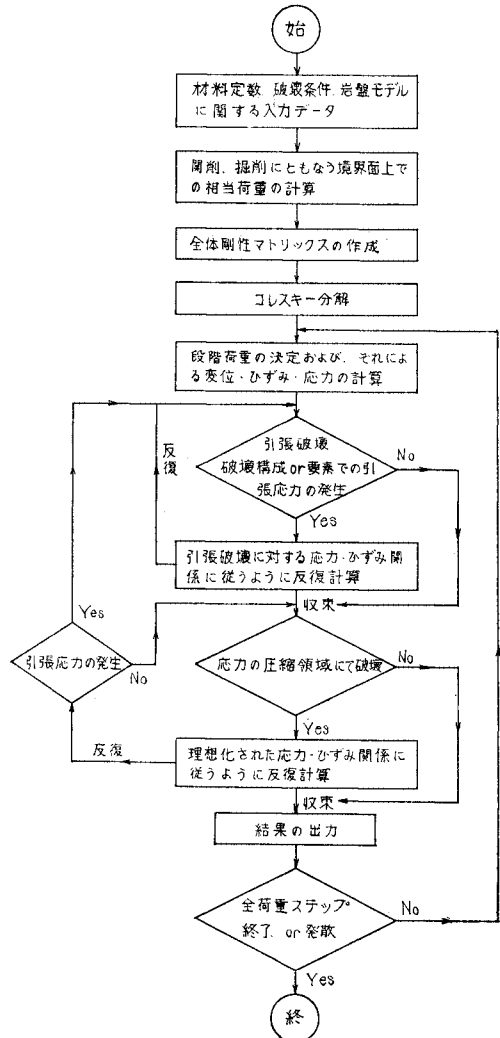 始
材料定数、破壊条件、岩盤モデル
に関する入力データ
開削、掘削にともなう境界面上で
の相当荷重の計算
全体剛性マトリックスの作成
コレスキー分解
段階荷重の決定および、それによ
る変位・ひずみ・応力の計算
反復
引張破壊
破壊構成or要素での引
張応力の発生
No
Yes
引張破壊に対する応力・ひずみ関
係に従うように反復計算
収束
Yes
引張応力の発生
No
応力の圧縮領域にて破壊
No
Yes
反復
理想化された応力・ひずみ関係に
従うように反復計算
収束
結果の出力
全荷重ステップ
終了 or 発散
No
Yes
終